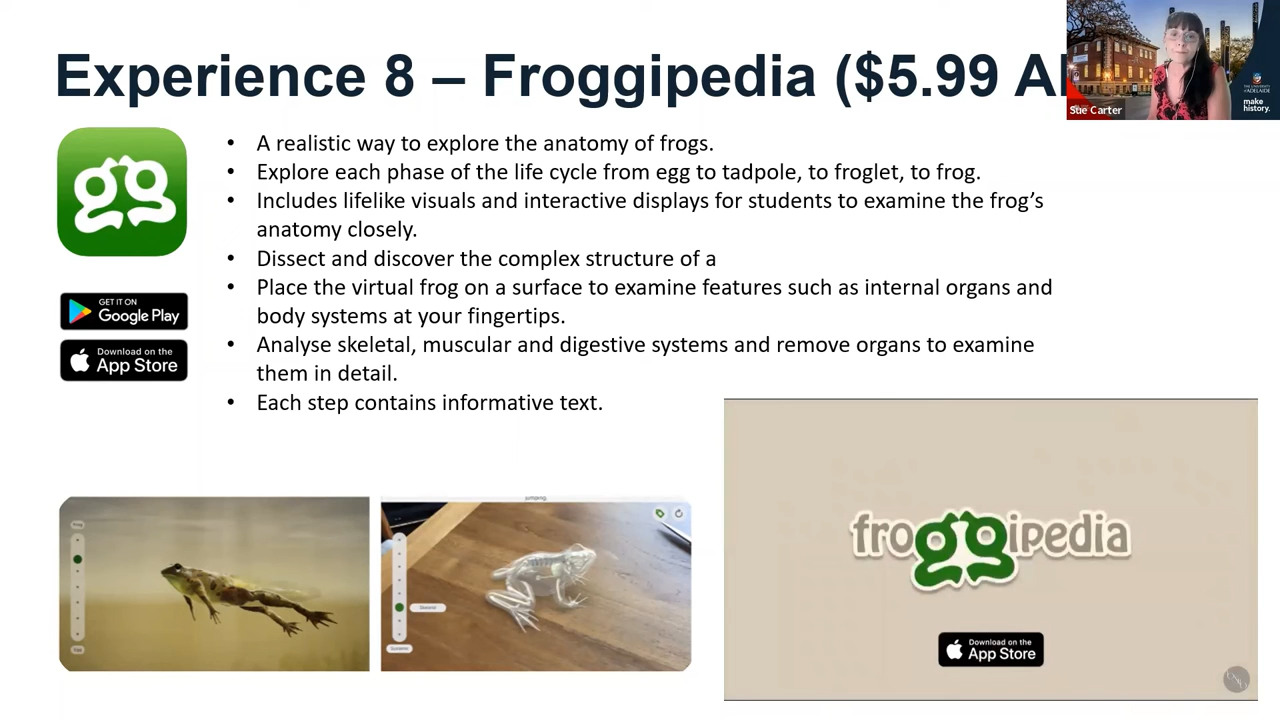 Experience 8 – Froggipedia ($5.99 A
Sue Carter
THE UNIVERSITY
of ADELAIDE
make
history.
• A realistic way to explore the anatomy of frogs.
• Explore each phase of the life cycle from egg to tadpole, to froglet, to frog.
• Includes lifelike visuals and interactive displays for students to examine the frog’s
anatomy closely.
• Dissect and discover the complex structure of a
• Place the virtual frog on a surface to examine features such as internal organs and
body systems at your fingertips.
• Analyse skeletal, muscular and digestive systems and remove organs to examine
them in detail.
• Each step contains informative text.
GET IT ON
Google Play
Download on the
App Store
jumping.
froggipedia
Download on the
App Store